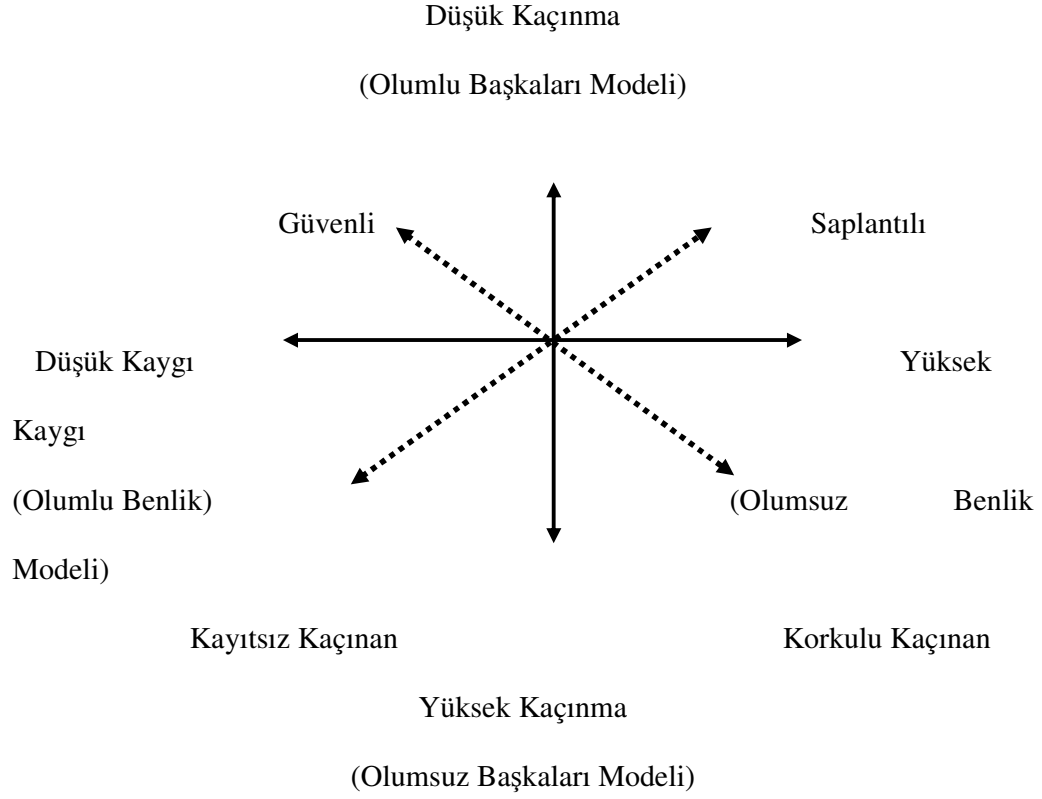 Düşük Kaçınma
(Olumlu Başkaları Modeli)
Güvenli Saplantılı
Düşük Kaygı Yüksek
Kaygı
(Olumlu Benlik) (Olumsuz Benlik
Modeli)
Kayıtsız Kaçınan Korkulu Kaçınan
Yüksek Kaçınma
(Olumsuz Başkaları Modeli)